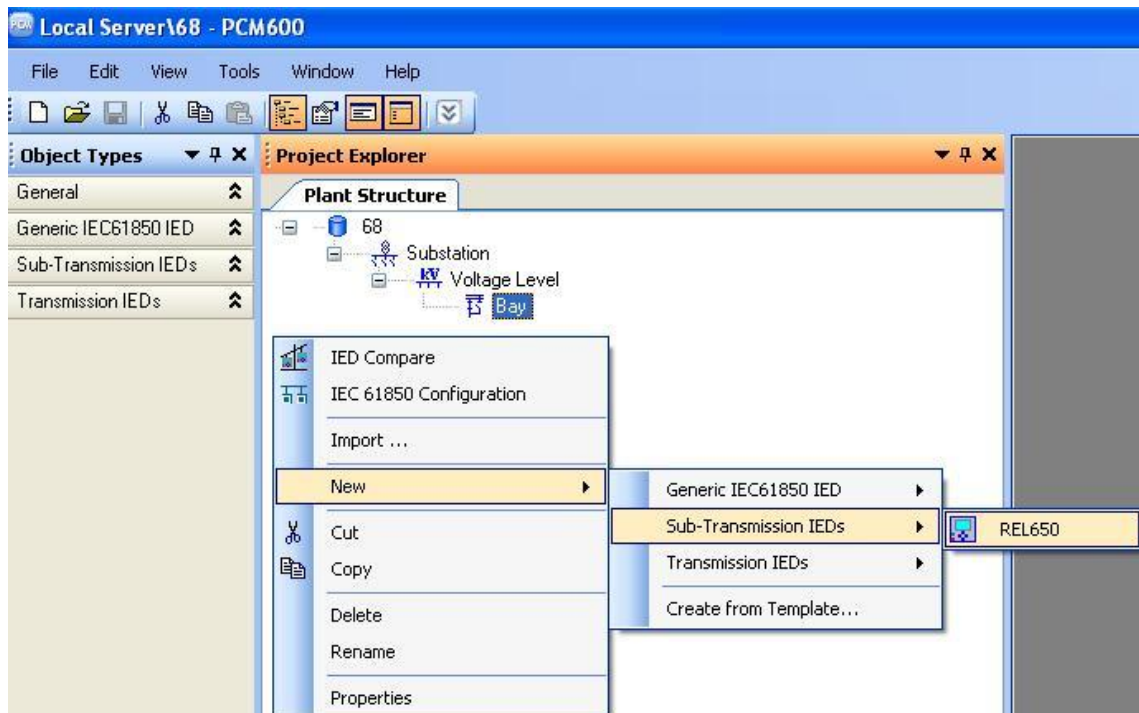 Local Server\68 - PCM600
File Edit View Tools Window Help
Object Types
Project Explorer
General
Plant Structure
Generic IEC61850 IED
68
Sub-Transmission IEDs
Substation
Transmission IEDs
Voltage Level
Bay
IED Compare
IEC 61850 Configuration
Import ...
New
Cut
Copy
Delete
Rename
Properties
Generic IEC61850 IED
Sub-Transmission IEDs
Transmission IEDs
Create from Template...
REL650